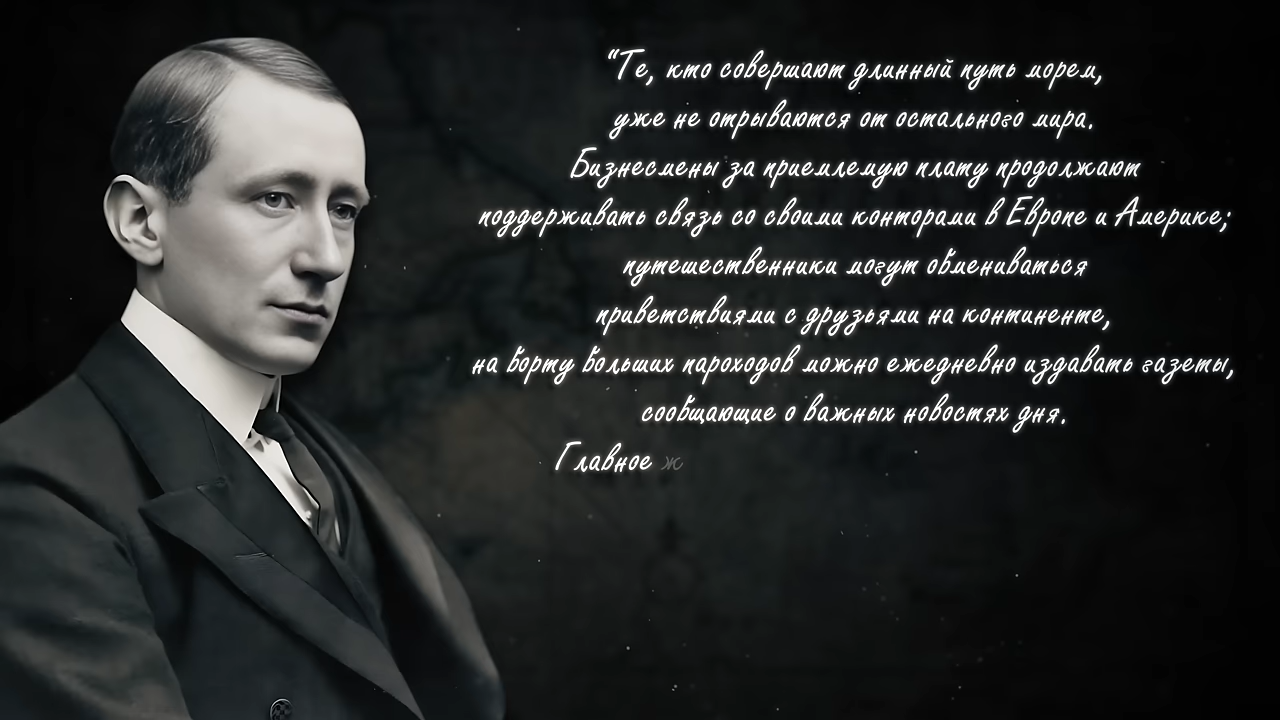 "Те, кто совершают длинный путь морем,
уже не отрываются от остального мира.
Бизнесмены за приемлемую плату продолжают
поддерживать связь со своими конторами в Европе и Америке;
путешественники могут обмениваться
приветствиями с друзьями на континенте,
на борту больших пароходов можно ежедневно издавать газеты,
сообщающие о важных новостях дня.
Главное ж